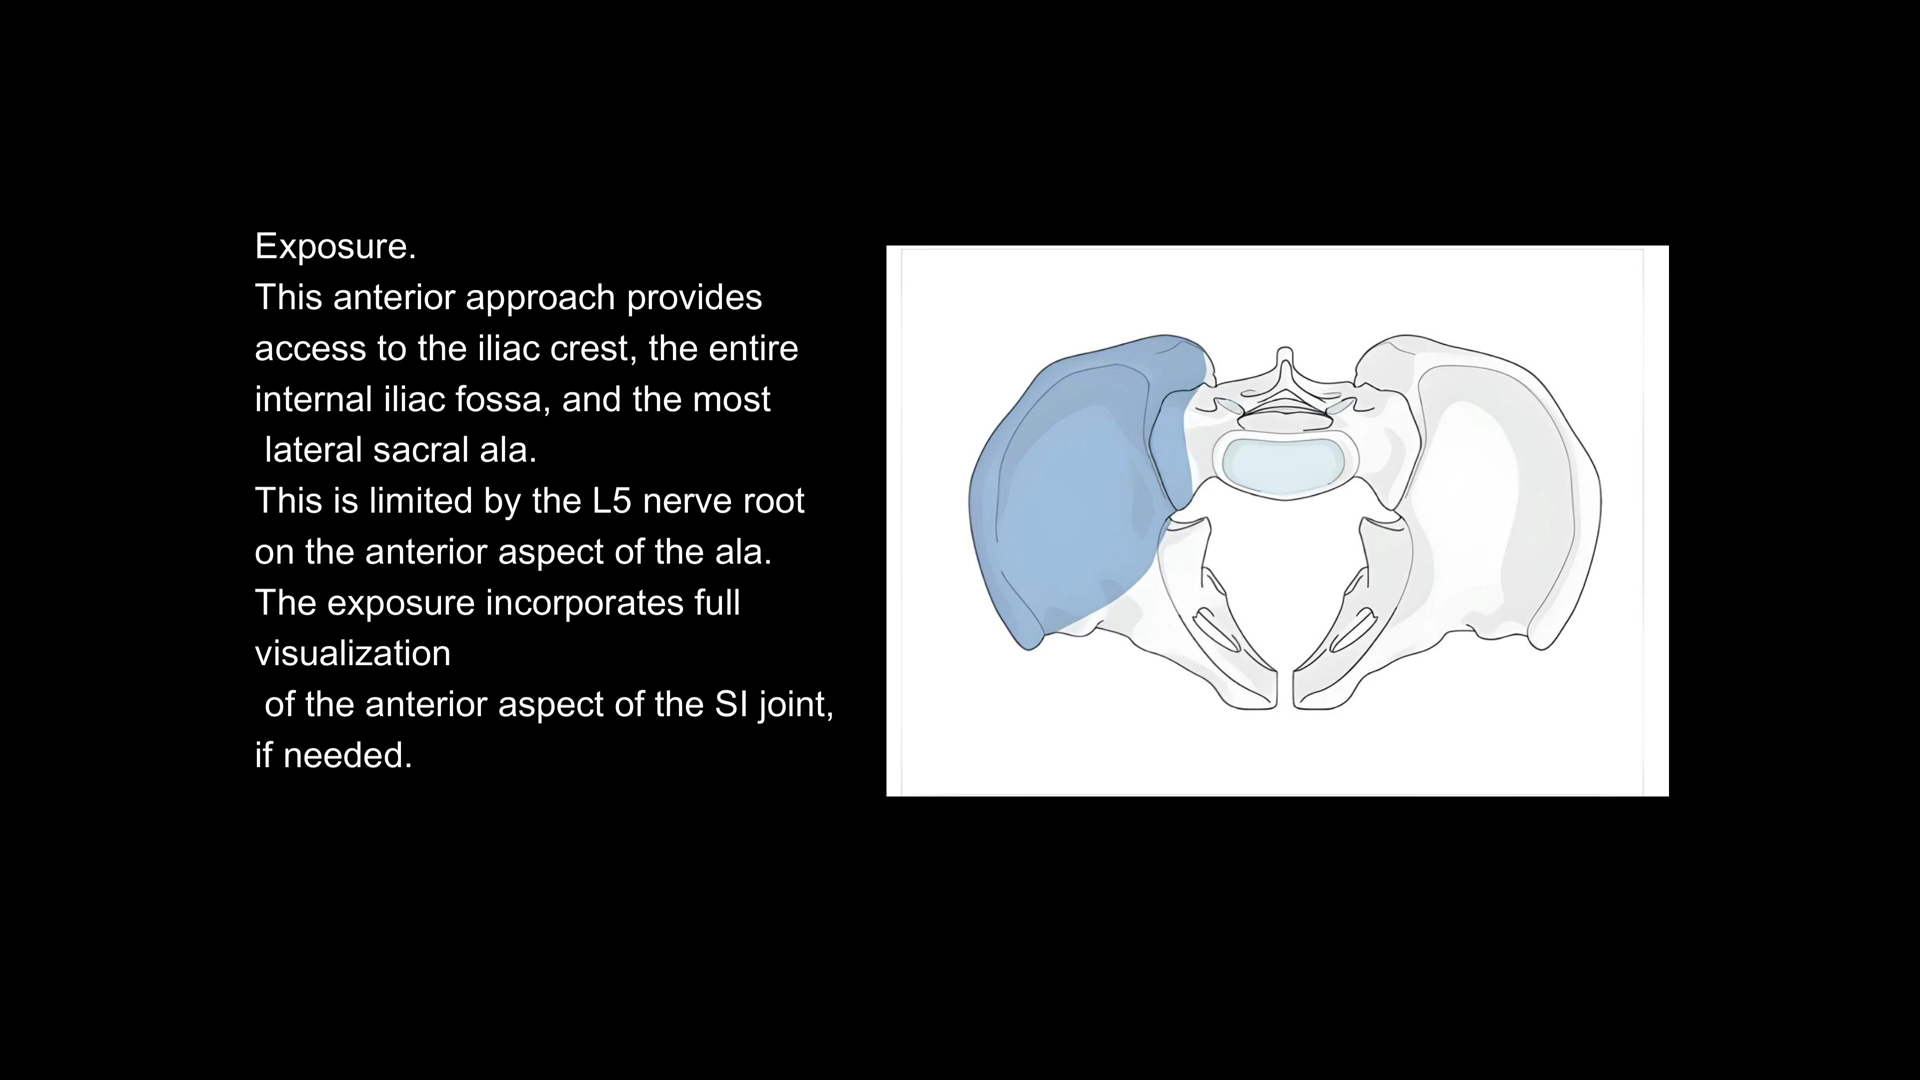 Exposure.
This anterior approach provides
access to the iliac crest, the entire
internal iliac fossa, and the most
lateral sacral ala.
This is limited by the L5 nerve root
on the anterior aspect of the ala.
The exposure incorporates full
visualization
of the anterior aspect of the SI joint,
if needed.